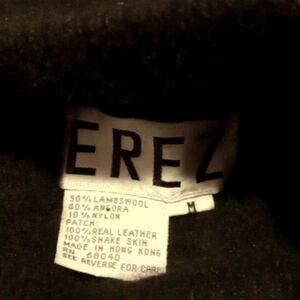 EREZ
M
50% LAMBSWOOL
80% ANGORA
10% NYLON
PATCH:
100% REAL LEATHER
100% SNAKE SKIN
MADE IN HONG KONG
RN 68040
SEE REVERSE FOR CARE